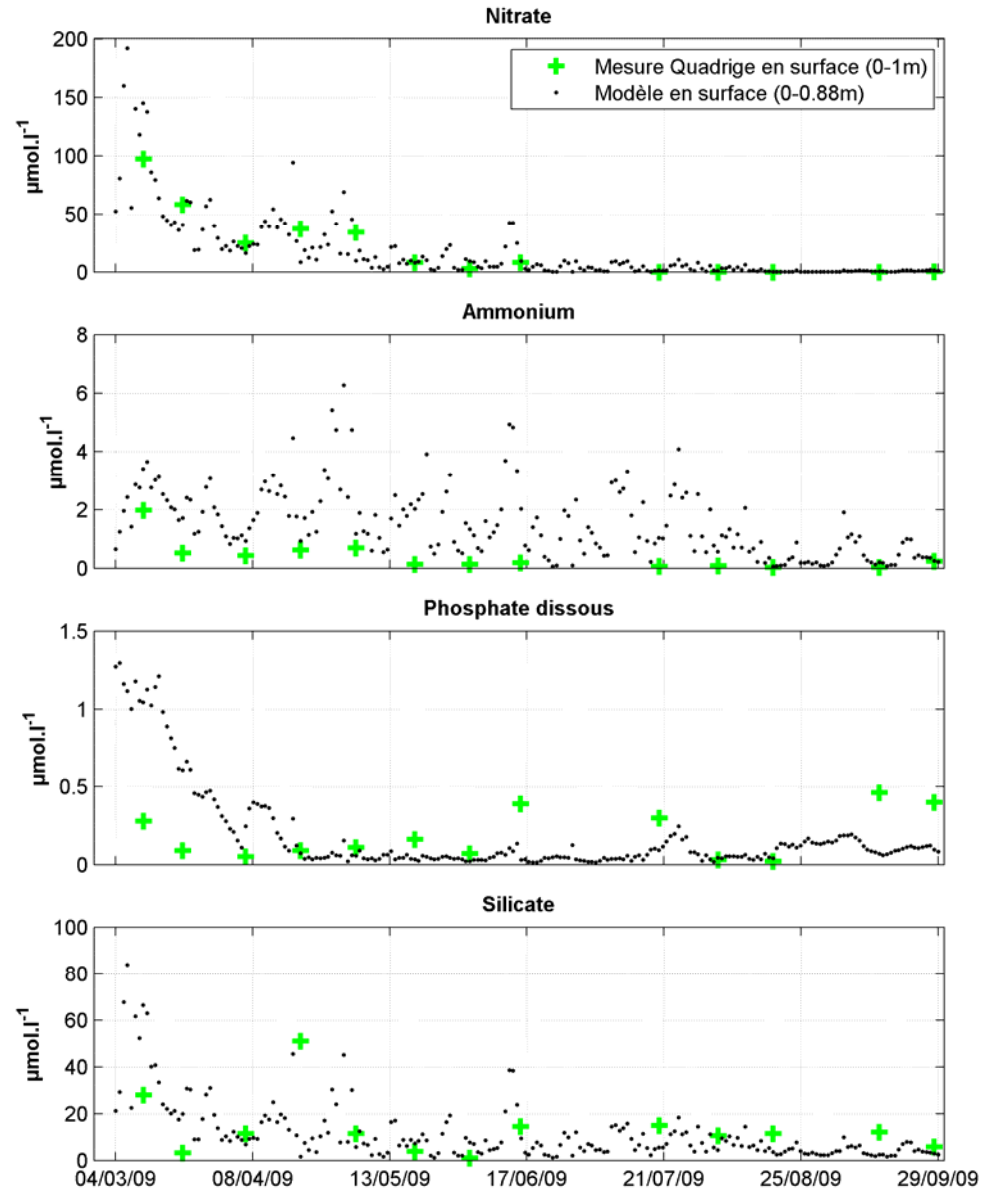 Nitrate
200
150
100
50
0
µmol.l-1
Mesure Quadrige en surface (0-1m)
Modèle en surface (0-0.88m)
Ammonium
8
6
4
2
0
µmol.l-1
Phosphate dissous
1.5
1
0.5
0
µmol.l-1
Silicate
100
80
60
40
20
0
µmol.l-1
04/03/09 08/04/09 13/05/09 17/06/09 21/07/09 25/08/09 29/09/09